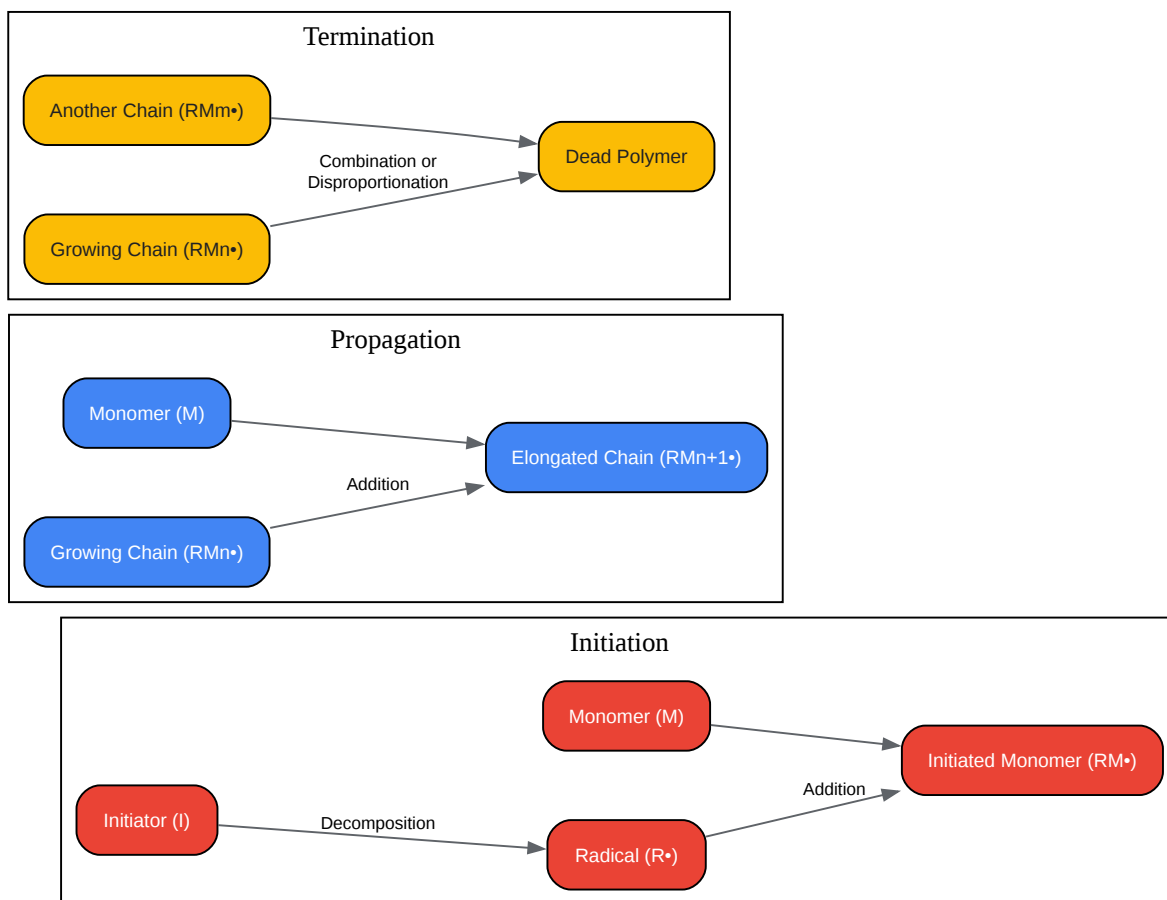 Termination
Another Chain (RMm•)
Combination or
Disproportionation
Dead Polymer
Growing Chain (RMn•)
Propagation
Monomer (M)
Elongated Chain (RMn+1•)
Addition
Growing Chain (RMn•)
Initiation
Monomer (M)
Initiated Monomer (RM•)
Addition
Initiator (I)
Decomposition
Radical (R•)